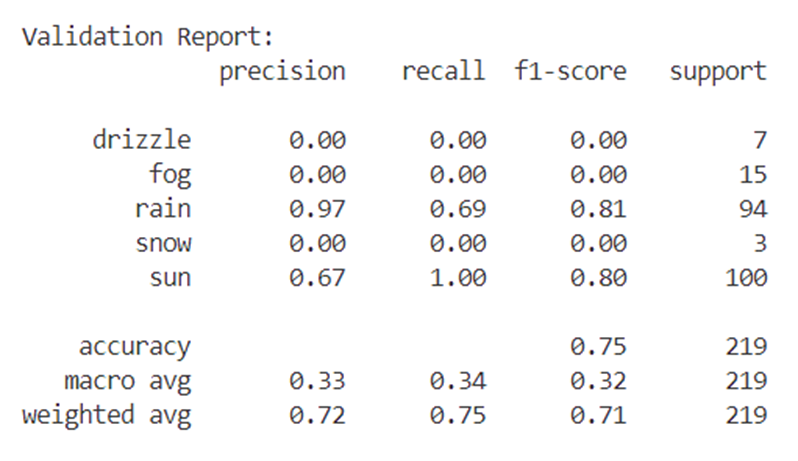 Validation Report:
precision recall f1-score support
drizzle 0.00 0.00 0.00 7
fog 0.00 0.00 0.00 15
rain 0.97 0.69 0.81 94
snow 0.00 0.00 0.00 3
sun 0.67 1.00 0.80 100
accuracy 0.75 219
macro avg 0.33 0.34 0.32 219
weighted avg 0.72 0.75 0.71 219